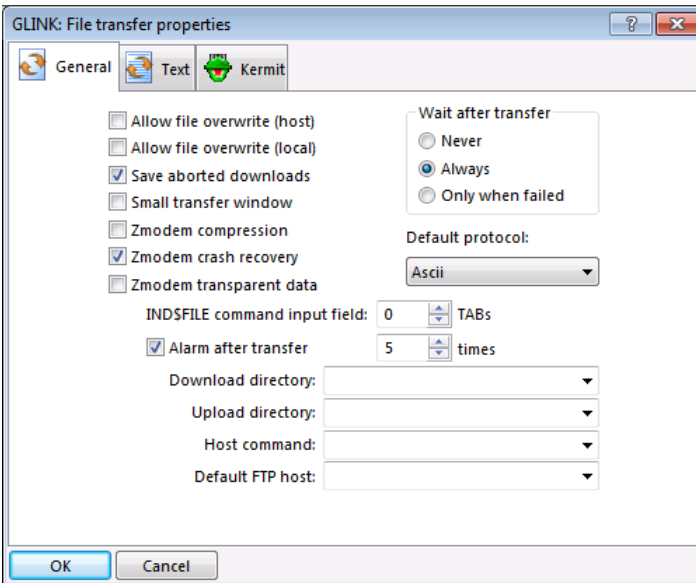 GLINK: File transfer properties
General
Text
Kermit
Allow file overwrite (host)
Allow file overwrite (local)
Save aborted downloads
Small transfer window
Zmodem compression
Zmodem crash recovery
Zmodem transparent data
Wait after transfer
Never
Always
Only when failed
Default protocol:
Ascii
IND$FILE command input field: 0 TABs
Alarm after transfer 5 times
Download directory:
Upload directory:
Host command:
Default FTP host:
OK
Cancel